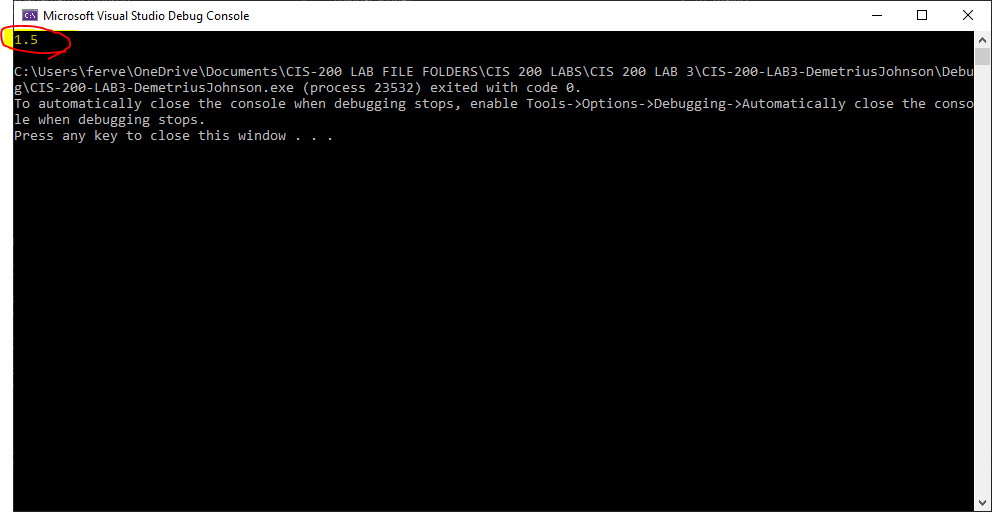 Microsoft Visual Studio Debug Console
1.5
C:\Users\ferve\OneDrive\Documents\CIS-200 LAB FILE FOLDERS\CIS 200 LABS\CIS 200 LAB 3\CIS-200-LAB3-DemetriusJohnson\Debu
g\CIS-200-LAB3-DemetriusJohnson.exe (process 23532) exited with code 0.
To automatically close the console when debugging stops, enable Tools->Options->Debugging->Automatically close the conso
le when debugging stops.
Press any key to close this window . . .